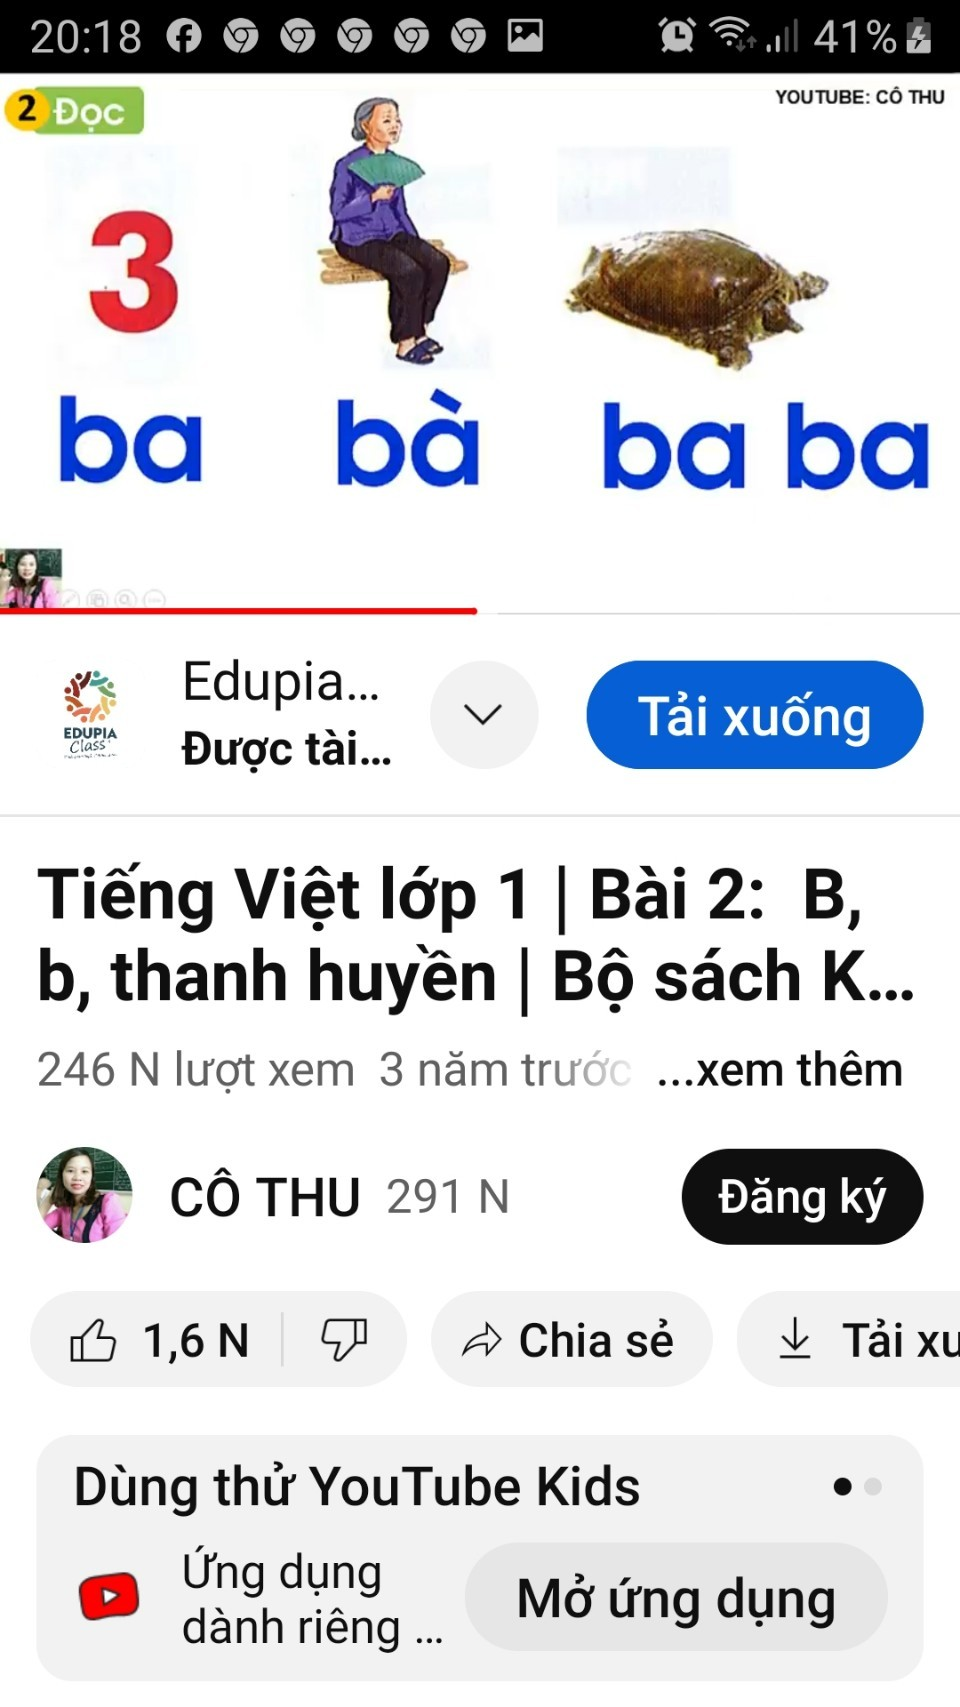 20:18 41%
2 Đọc
YOUTUBE: CÔ THU
3
ba bà ba ba
EDUPIA
Class
Edupia...
Được tài...
Tải xuống
Tiếng Việt lớp 1 | Bài 2: B,
b, thanh huyền | Bộ sách K...
246 N lượt xem 3 năm trước ...xem thêm
CÔ THU 291 N
Đăng ký
1,6 N
Chia sẻ
Tải xu
Dùng thử YouTube Kids
Ứng dụng
dành riêng ...
Mở ứng dụng